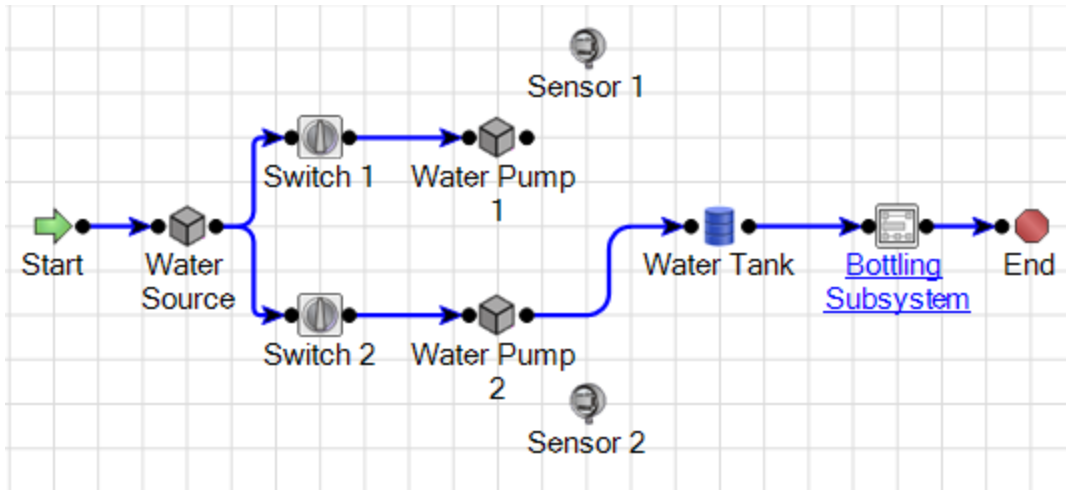 Sensor 1
Switch 1
Water Pump
1
Start
Water
Source
Water Tank
Bottling
Subsystem
End
Switch 2
Water Pump
2
Sensor 2